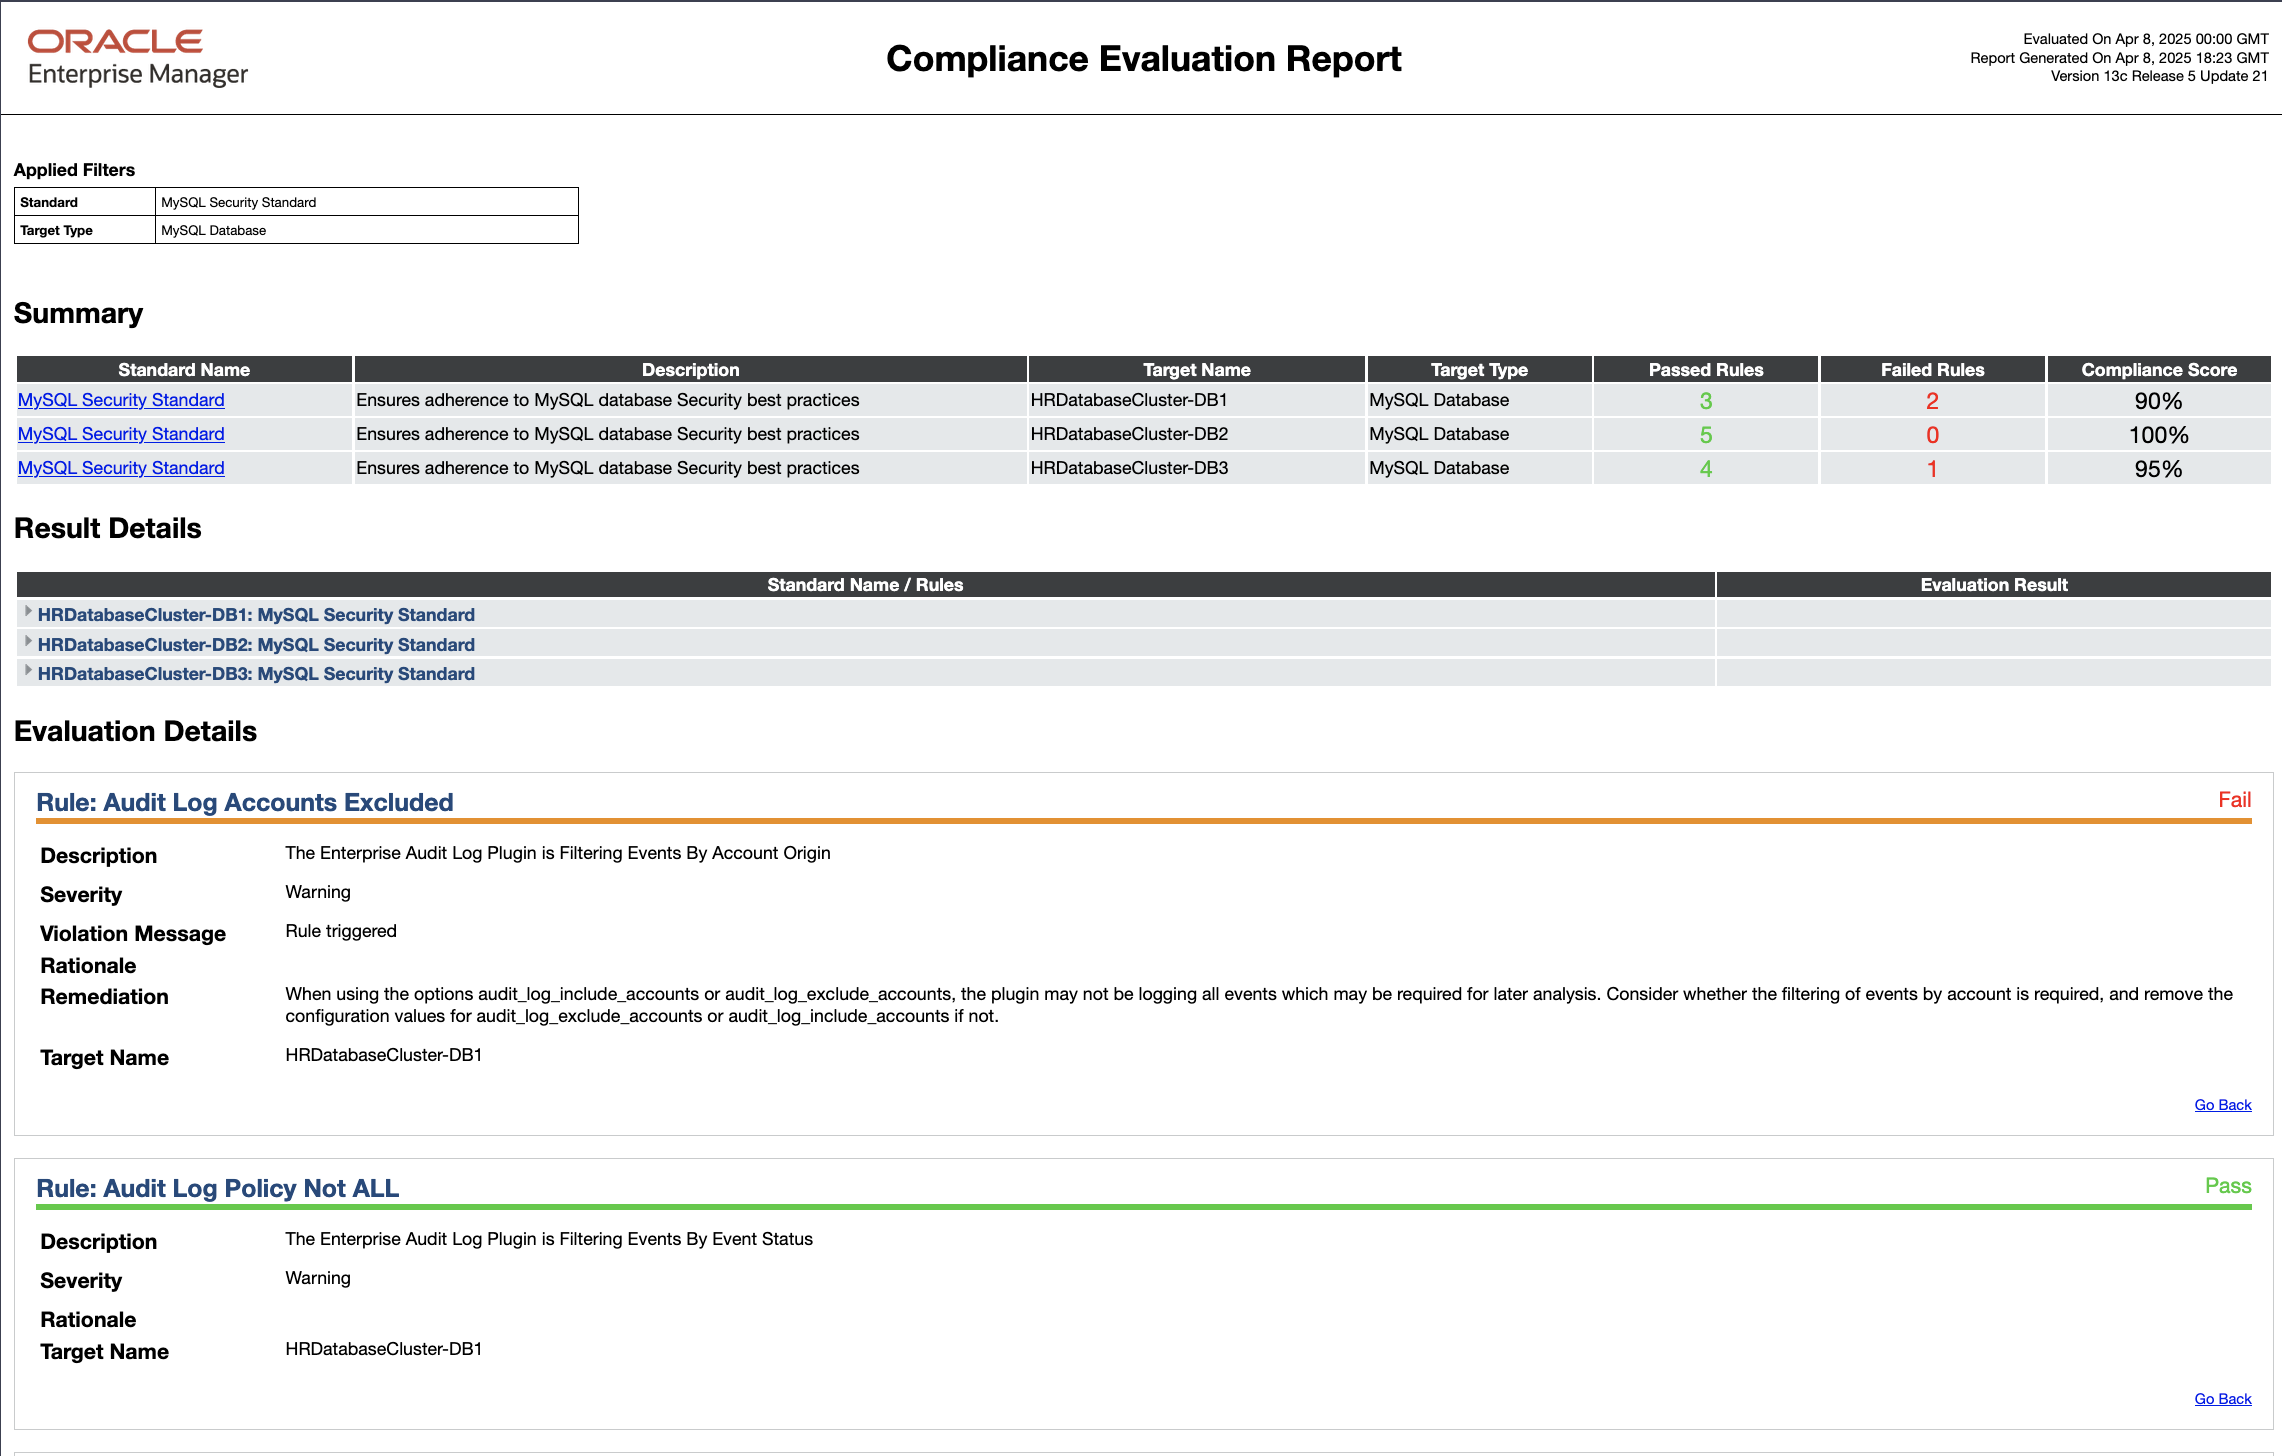 ORACLE
Enterprise Manager
Compliance Evaluation Report
Evaluated On Apr 8, 2025 00:00 GMT
Report Generated On Apr 8, 2025 18:23 GMT
Version 13c Release 5 Update 21
Applied Filters
Standard MySQL Security Standard
Target Type MySQL Database
Summary
Standard Name Description Target Name Target Type Passed Rules Failed Rules Compliance Score
MySQL Security Standard Ensures adherence to MySQL database Security best practices HRDatabaseCluster-DB1 MySQL Database 3 2 90%
MySQL Security Standard Ensures adherence to MySQL database Security best practices HRDatabaseCluster-DB2 MySQL Database 5 0 100%
MySQL Security Standard Ensures adherence to MySQL database Security best practices HRDatabaseCluster-DB3 MySQL Database 4 1 95%
Result Details
Standard Name / Rules Evaluation Result
HRDatabaseCluster-DB1: MySQL Security Standard
HRDatabaseCluster-DB2: MySQL Security Standard
HRDatabaseCluster-DB3: MySQL Security Standard
Evaluation Details
Rule: Audit Log Accounts Excluded Fail
Description The Enterprise Audit Log Plugin is Filtering Events By Account Origin
Severity Warning
Violation Message Rule triggered
Rationale
Remediation When using the options audit_log_include_accounts or audit_log_exclude_accounts, the plugin may not be logging all events which may be required for later analysis. Consider whether the filtering of events by account is required, and remove the
configuration values for audit_log_exclude_accounts or audit_log_include_accounts if not.
Target Name HRDatabaseCluster-DB1
Go Back
Rule: Audit Log Policy Not ALL Pass
Description The Enterprise Audit Log Plugin is Filtering Events By Event Status
Severity Warning
Rationale
Target Name HRDatabaseCluster-DB1
Go Back